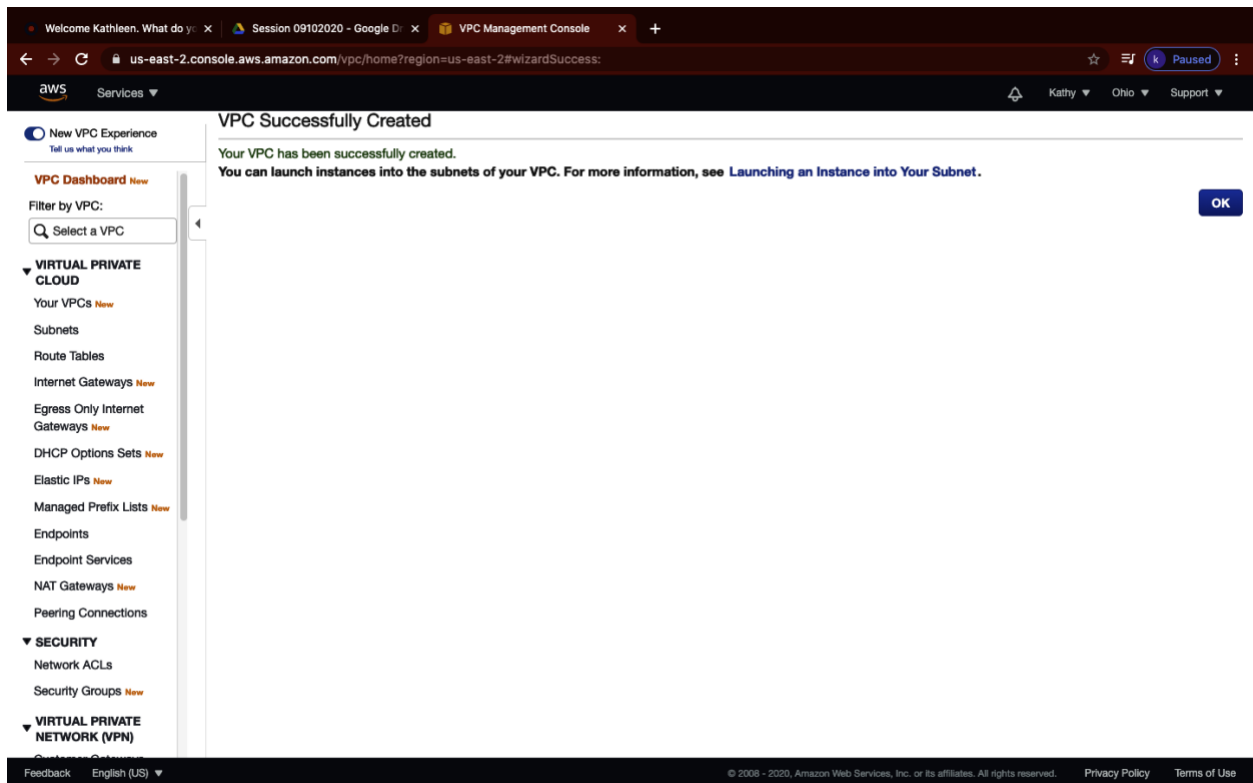 Welcome Kathleen. What do yo
Session 09102020 - Google Dr
VPC Management Console
us-east-2.console.aws.amazon.com/vpc/home?region=us-east-2#wizardSuccess:
k Paused
aws Services Kathy Ohio Support
New VPC Experience
Tell us what you think
VPC Dashboard New
Filter by VPC:
Select a VPC
VIRTUAL PRIVATE
CLOUD
Your VPCs New
Subnets
Route Tables
Internet Gateways New
Egress Only Internet
Gateways New
DHCP Options Sets New
Elastic IPs New
Managed Prefix Lists New
Endpoints
Endpoint Services
NAT Gateways New
Peering Connections
SECURITY
Network ACLs
Security Groups New
VIRTUAL PRIVATE
NETWORK (VPN)
VPC Successfully Created
Your VPC has been successfully created.
You can launch instances into the subnets of your VPC. For more information, see Launching an Instance into Your Subnet.
OK
Feedback English (US) © 2008 - 2020, Amazon Web Services, Inc. or its affiliates. All rights reserved. Privacy Policy Terms of Use